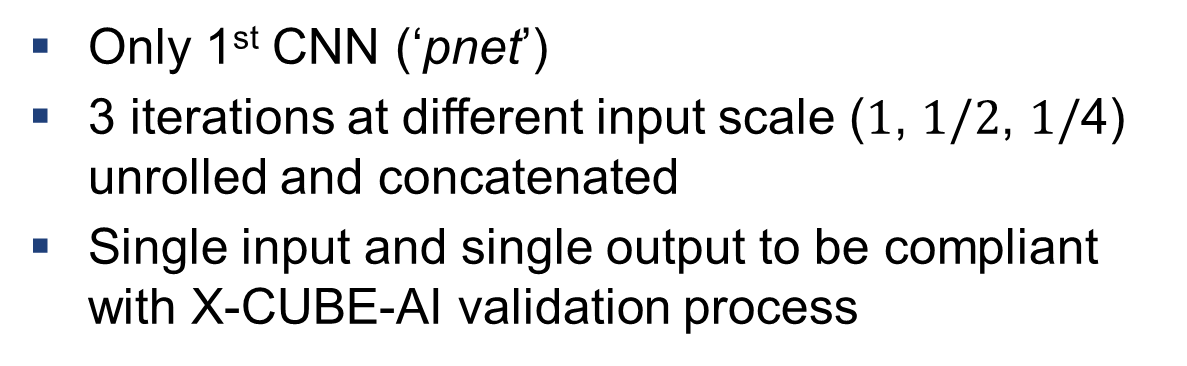 ▪ Only 1st CNN (‘pnet’)
▪ 3 iterations at different input scale (1, 1/2, 1/4)
unrolled and concatenated
▪ Single input and single output to be compliant
with X-CUBE-AI validation process